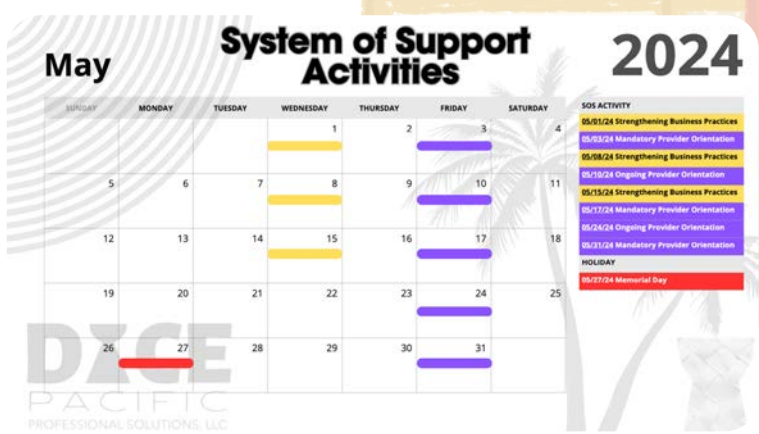 May
System of Support
Activities
2024
SUNDAY MONDAY TUESDAY WEDNESDAY THURSDAY FRIDAY SATURDAY
1 2 3 4
5 6 7 8 9 10 11
12 13 14 15 16 17 18
19 20 21 22 23 24 25
26 27 28 29 30 31
SOS ACTIVITY
05/01/24 Strengthening Business Practices
05/03/24 Mandatory Provider Orientation
05/08/24 Strengthening Business Practices
05/10/24 Ongoing Provider Orientation
05/15/24 Strengthening Business Practices
05/17/24 Mandatory Provider Orientation
05/24/24 Ongoing Provider Orientation
05/31/24 Mandatory Provider Orientation
HOLIDAY
05/27/24 Memorial Day
PACIFIC
PROFESSIONAL SOLUTIONS, LLC